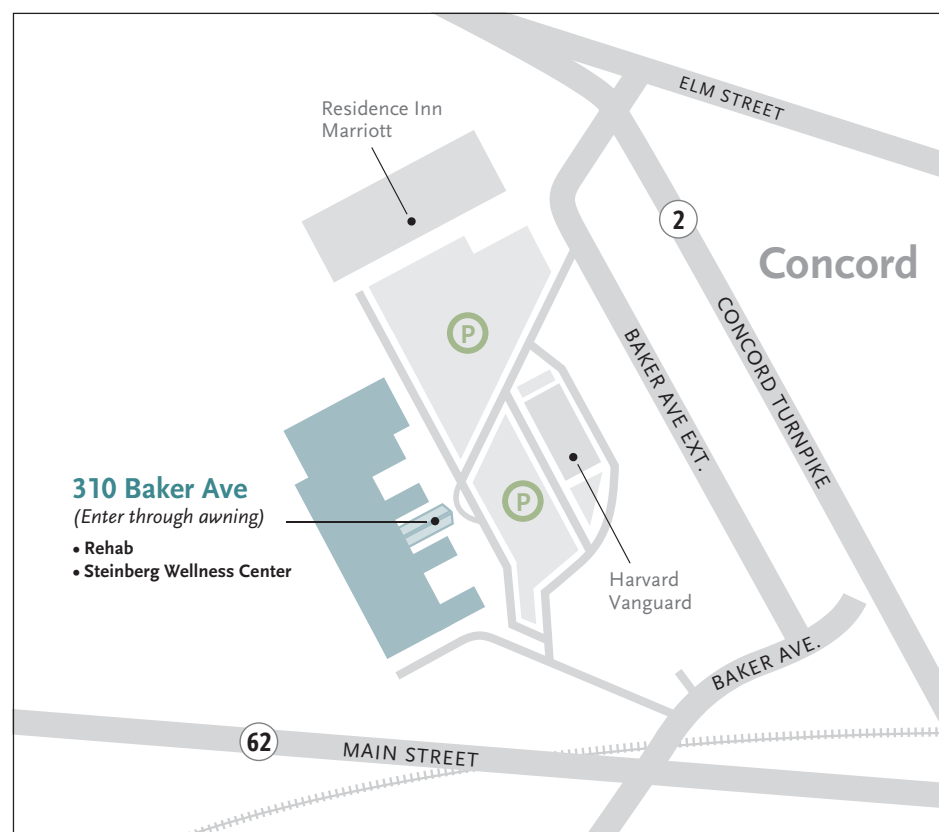 ELM STREET
Residence Inn
Marriott
2
Concord
CONCORD TURNPIKE
P
BAKER AVE EXT.
310 Baker Ave
(Enter through awning)
• Rehab
• Steinberg Wellness Center
P
Harvard
Vanguard
BAKER AVE.
62
MAIN STREET